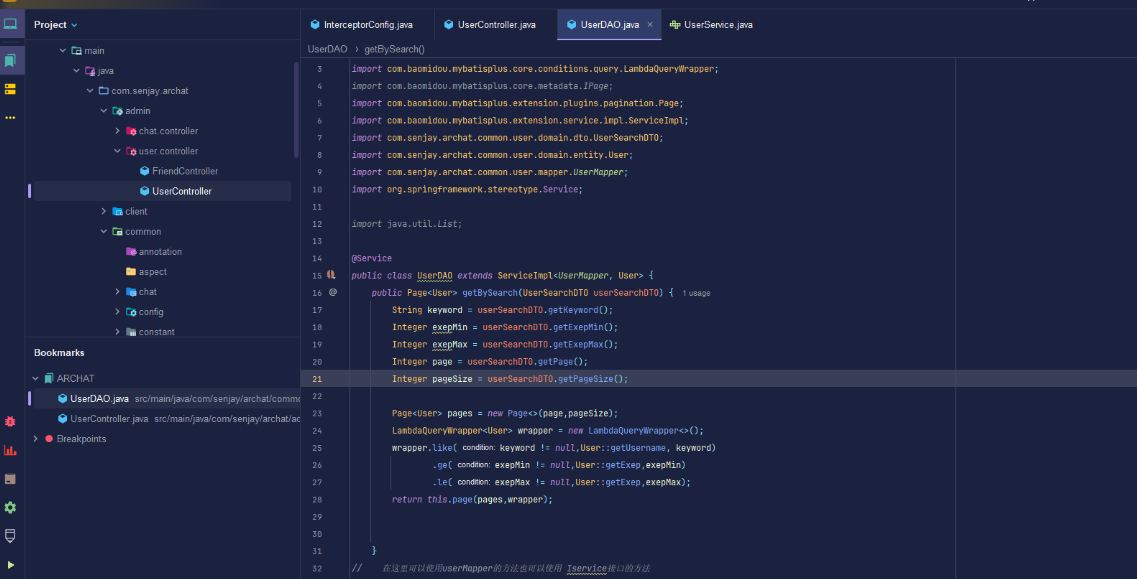 Project
main
java
com.senjay.archat
admin
chat.controller
user.controller
FriendController
UserController
client
common
annotation
aspect
chat
config
constant
Bookmarks
ARCHAT
UserDAO.java src/main/java/com/senjay/archat/commo
UserController.java src/main/java/com/senjay/archat/ac
Breakpoints
InterceptorConfig.java UserController.java UserDAO.java × UserService.java
UserDAO › getBySearch()
3 import com.baomidou.mybatisplus.core.conditions.query.LambdaQueryWrapper;
4 import com.baomidou.mybatisplus.core.metadata.IPage;
5 import com.baomidou.mybatisplus.extension.plugins.pagination.Page;
6 import com.baomidou.mybatisplus.extension.service.impl.ServiceImpl;
7 import com.senjay.archat.common.user.domain.dto.UserSearchDTO;
8 import com.senjay.archat.common.user.domain.entity.User;
9 import com.senjay.archat.common.user.mapper.UserMapper;
10 import org.springframework.stereotype.Service;
11
12 import java.util.List;
13
14 @Service
15 public class UserDAO extends ServiceImpl<UserMapper, User> {
16 @ public Page<User> getBySearch(UserSearchDTO userSearchDTO) { 1 usage
17 String keyword = userSearchDTO.getKeyword();
18 Integer exepMin = userSearchDTO.getExepMin();
19 Integer exepMax = userSearchDTO.getExepMax();
20 Integer page = userSearchDTO.getPage();
21 Integer pageSize = userSearchDTO.getPageSize();
22
23 Page<User> pages = new Page<>(page,pageSize);
24 LambdaQueryWrapper<User> wrapper = new LambdaQueryWrapper<>();
25 wrapper.like( condition: keyword != null,User::getUsername, keyword)
26 .ge( condition: exepMin != null,User::getExep,exepMin)
27 .le( condition: exepMax != null,User::getExep,exepMax);
28 return this.page(pages,wrapper);
29
30
31 }
32 // 在这里可以使用userMapper的方法也可以使用 Iservice接口的方法